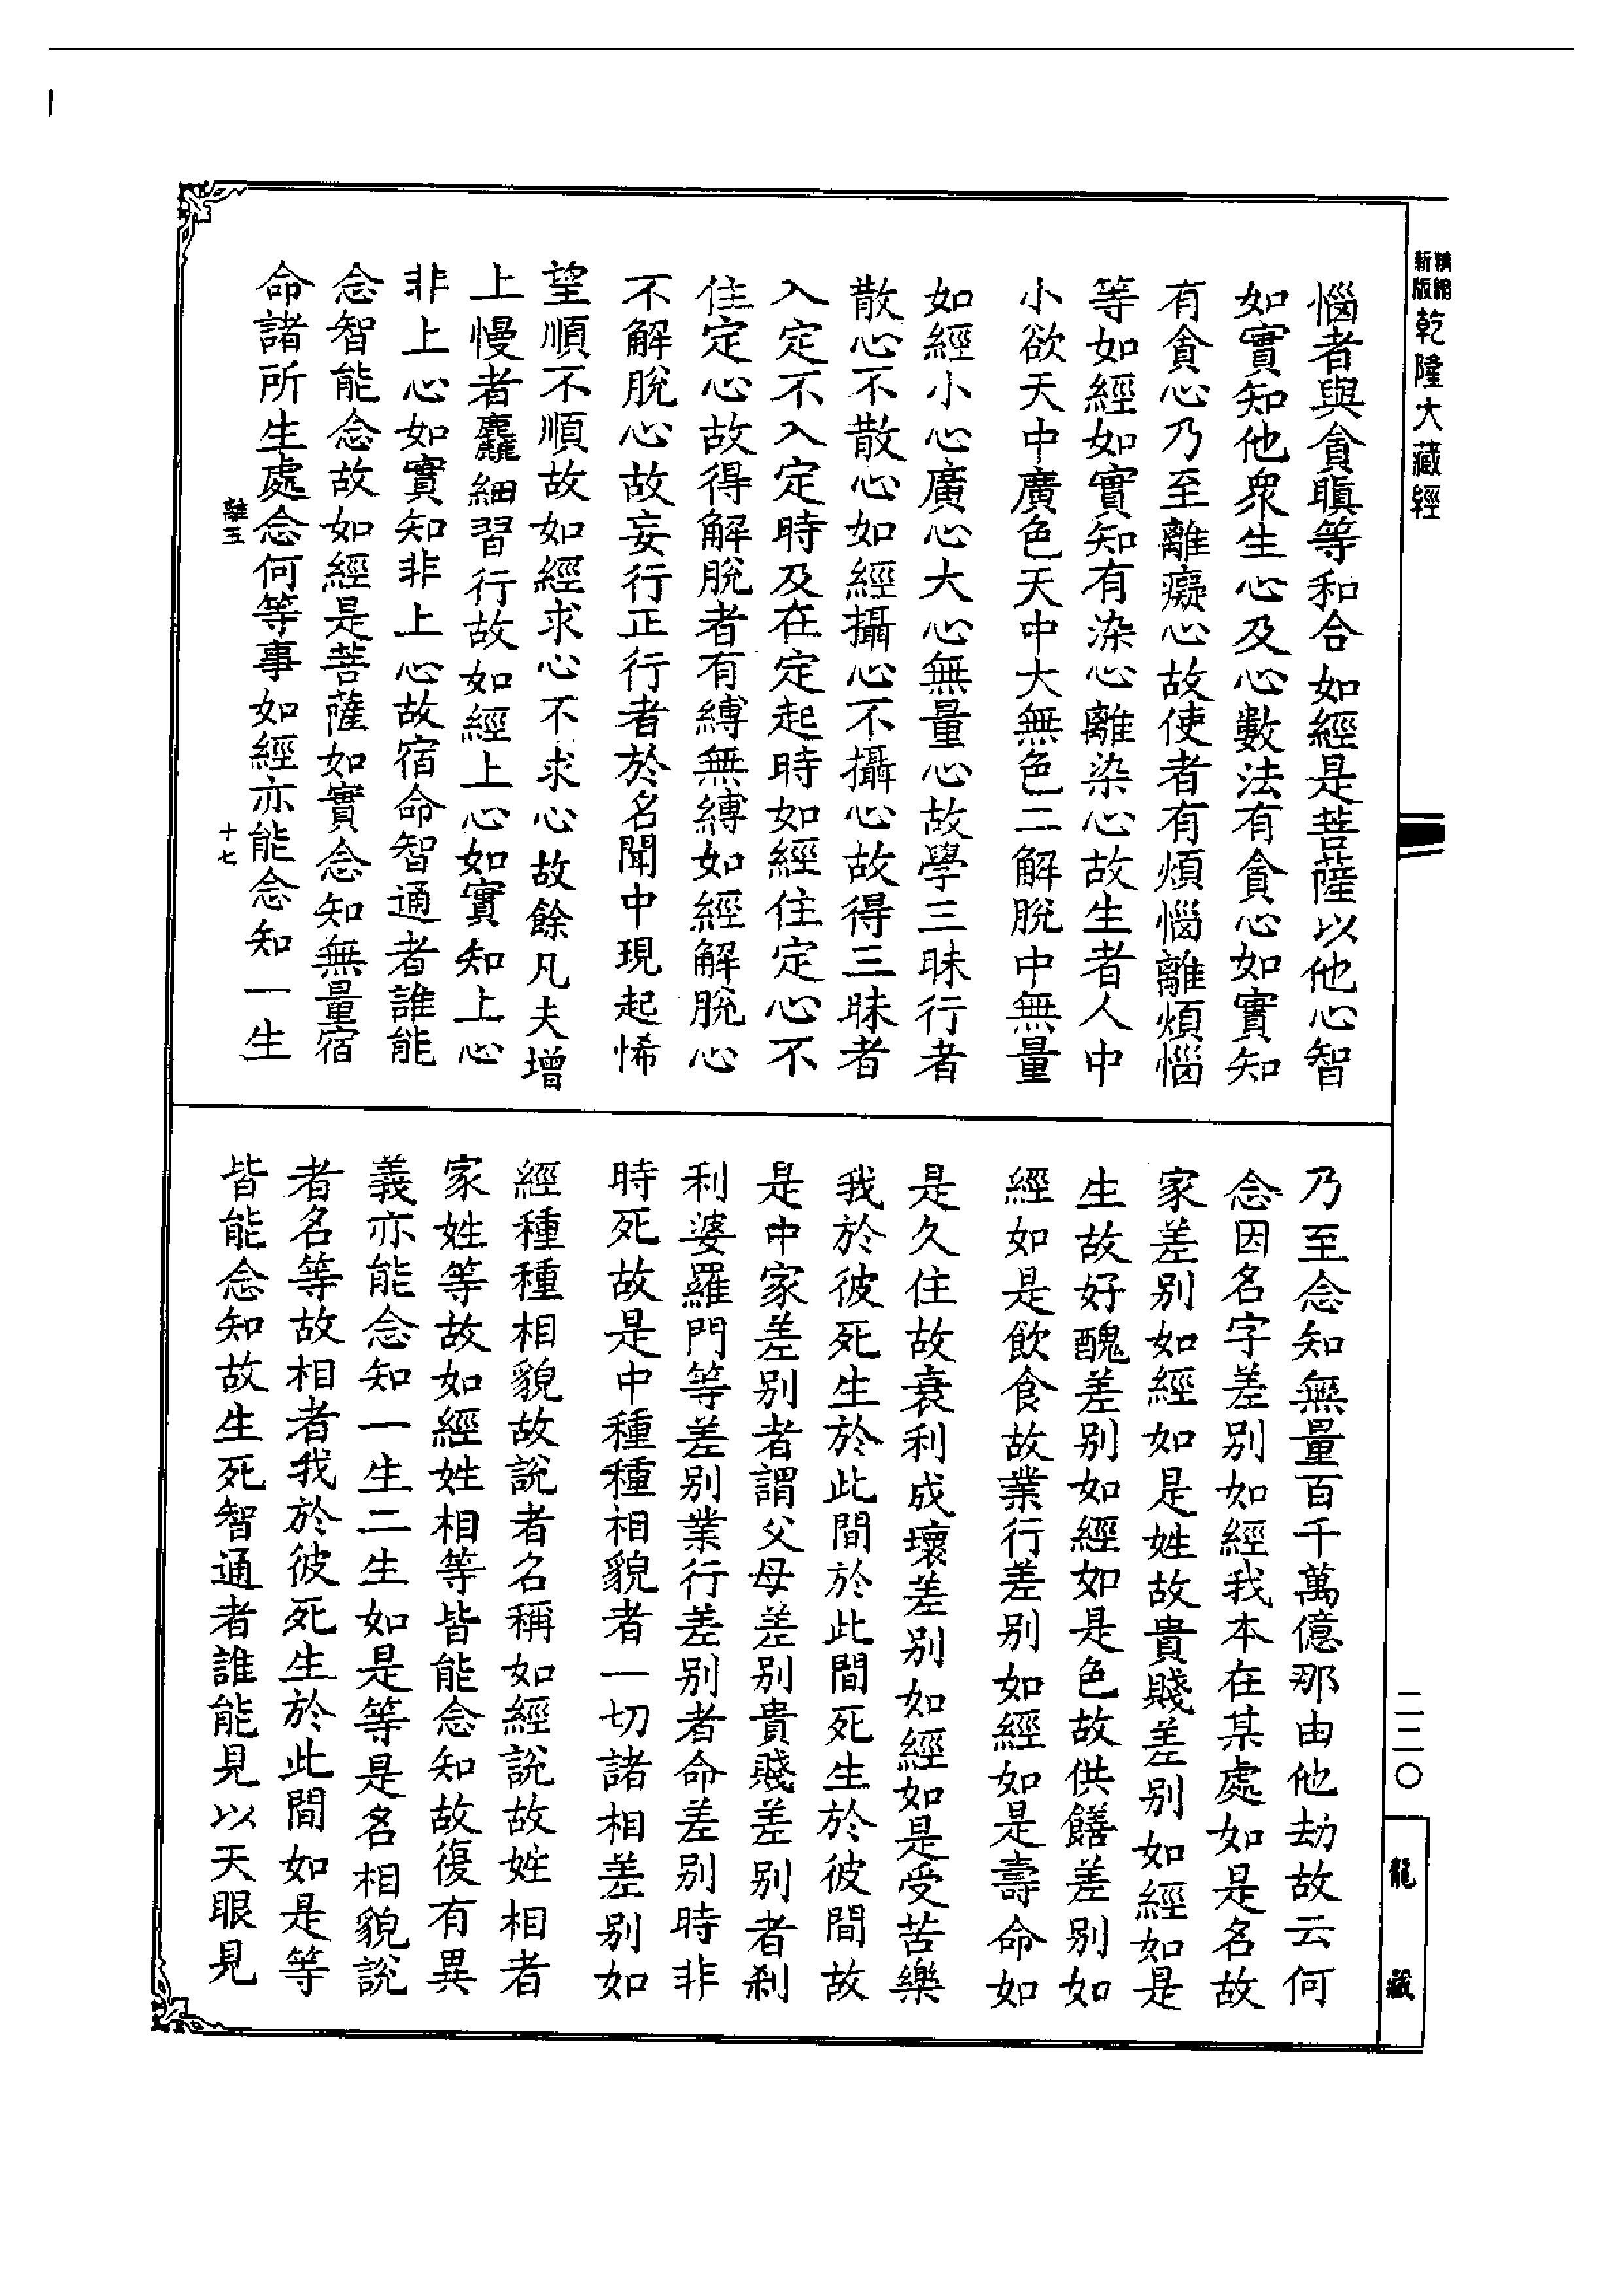 精縮新版乾隆大藏經
惱者與貪瞋等和合如經是菩薩以他心智
如實知他衆生心及心數法有貪心如實知
有貪心乃至離癡心故使者有煩惱離煩惱
等如經如實知有染心離染心故生者人中
小欲天中廣色天中大無色二解脫中無量
如經小心廣心大心無量心故學三昧行者
散心不散心如經攝心不攝心故得三昧者
入定不入定時及在定起時如經住定心不
住定心故得解脫者有縛無縛如經解脫心
不解脫心故妄行正行者於名聞中現起悕
望順不順故如經求心不求心故餘凡夫增
上慢者麤細習行故如經上心如實知上心
非上心如實知非上心故宿命智通者誰能
念智能念故如經是菩薩如實念知無量宿
命諸所生處念何等事如經亦能念知一生
離五
十七
乃至念知無量百千萬億那由他劫故云何
念因名字差别如經我本在某處如是名故
家差别如經如是姓故貴賤差别如經如是
生故好醜差别如經如是色故供饍差别如
經如是飲食故業行差别如經如是壽命如
是久住故衰利成壞差别如經如是受苦樂
我於彼死生於此間於此間死生於彼間故
是中家差别者謂父母差别貴賤差别者刹
利婆羅門等差别業行差别者命差别時非
時死故是中種種相貌者一切諸相差别如
經種種相貌故說者名稱如經說故姓相者
家姓等故如經姓相等皆能念知故復有異
義亦能念知一生二生如是等是名相貌說
者名等故相者我於彼死生於此間如是等
皆能念知故生死智通者誰能見以天眼見
二二〇
龍藏